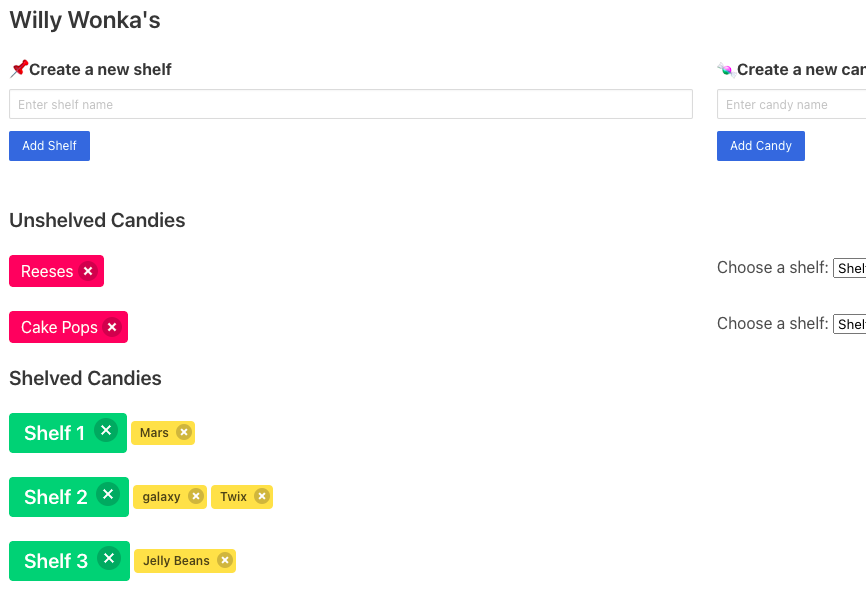 Willy Wonka's
Create a new shelf
Enter shelf name
Add Shelf
Create a new can
Enter candy name
Add Candy
Unshelved Candies
Reeses
Choose a shelf: Shel
Cake Pops
Choose a shelf: Shel
Shelved Candies
Shelf 1 Mars
Shelf 2 galaxy Twix
Shelf 3 Jelly Beans